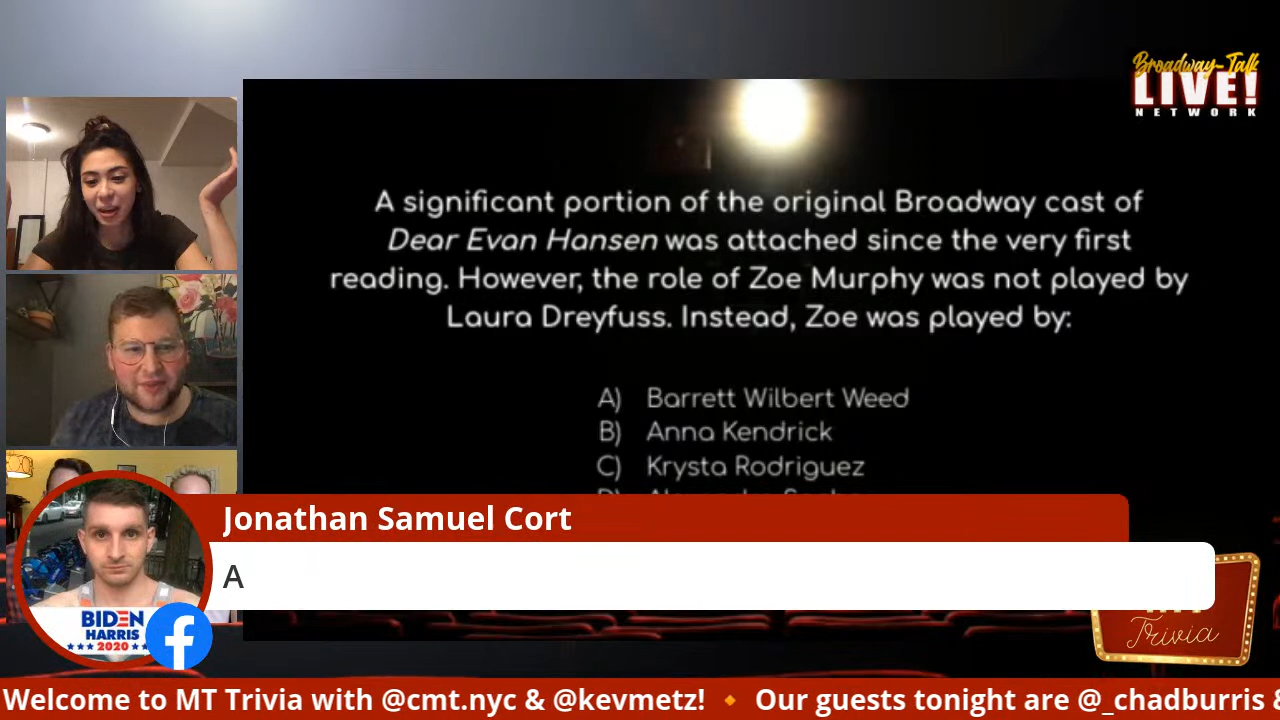 Broadway-Talk
LIVE!
NETWORK
A significant portion of the original Broadway cast of
Dear Evan Hansen was attached since the very first
reading. However, the role of Zoe Murphy was not played by
Laura Dreyfuss. Instead, Zoe was played by:
A) Barrett Wilbert Weed
B) Anna Kendrick
C) Krysta Rodriguez
Jonathan Samuel Cort
A
BIDEN
HARRIS
2020
Trivia
Welcome to MT Trivia with @cmt.nyc & @kevmetz! 🔸 Our guests tonight are @_chadburris &